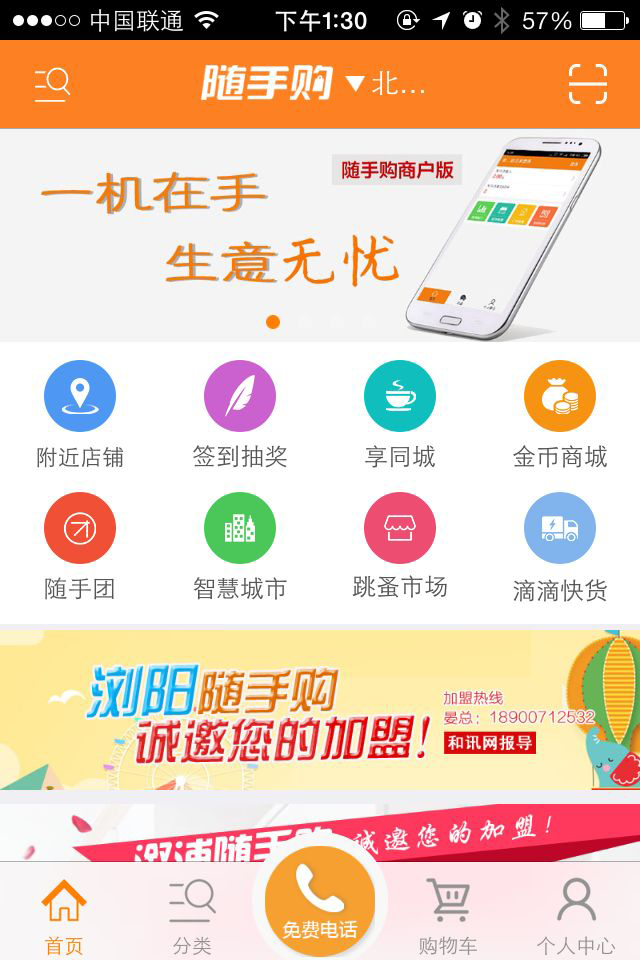 中国联通 下午1:30 57%
随手购 北...
随手购商户版
一机在手
生意无忧
附近店铺 签到抽奖 享同城 金币商城
随手团 智慧城市 跳蚤市场 滴滴快货
浏阳随手购
诚邀您的加盟!
加盟热线
晏总：18900712532
和讯网报导
溆浦随手购 诚邀您的加盟!
首页 分类 免费电话 购物车 个人中心